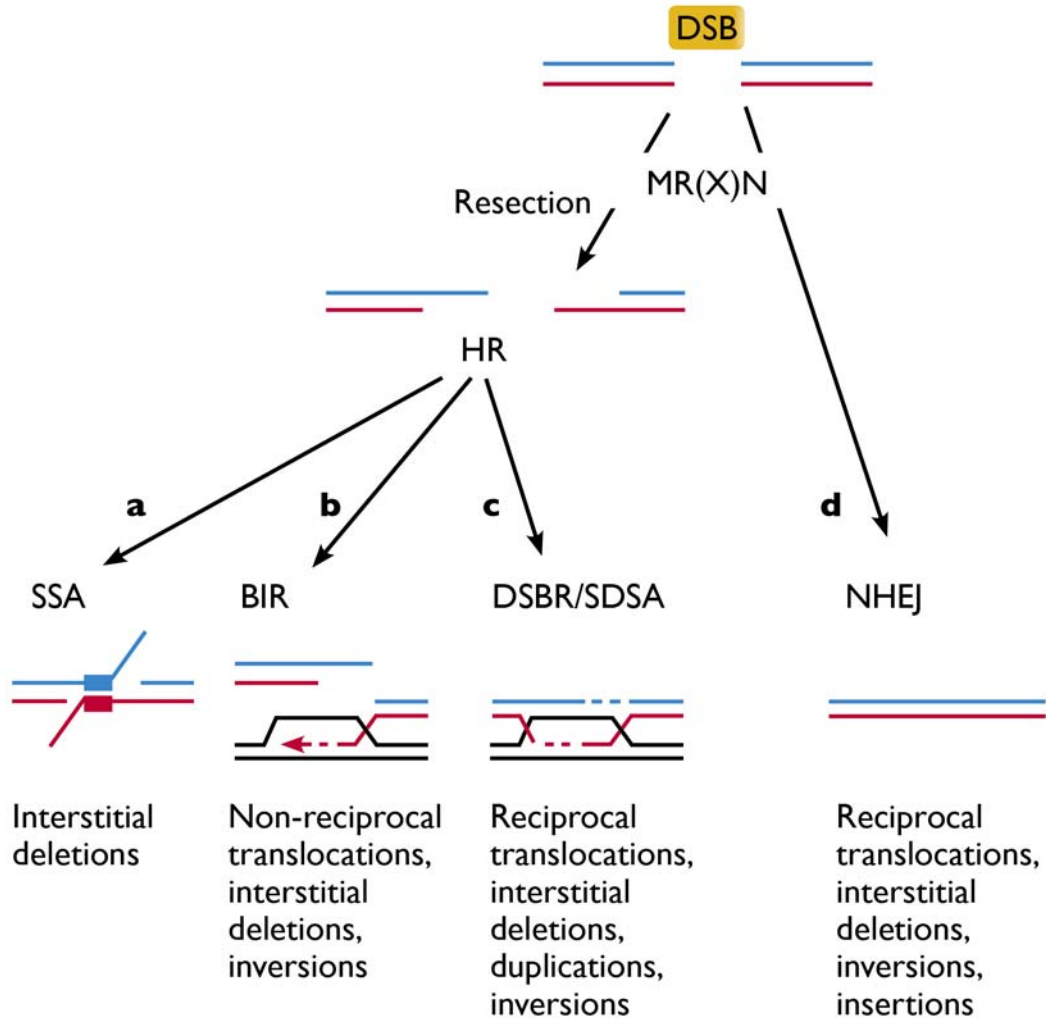 DSB
MR(X)N
Resection
HR
a
b
c
d
SSA
BIR
DSBR/SDSA
NHEJ
Interstitial
deletions
Non-reciprocal
translocations,
interstitial
deletions,
inversions
Reciprocal
translocations,
interstitial
deletions,
duplications,
inversions
Reciprocal
translocations,
interstitial
deletions,
inversions,
insertions